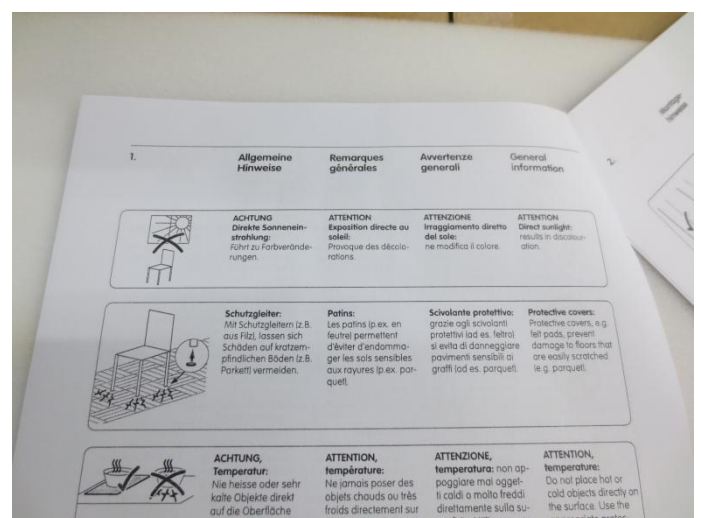 1.
Allgemeine
Hinweise
Remarques
générales
Avvertenze
generali
General
information
2.
Montage-
hinweise
ACHTUNG
Direkte Sonnenein-
strahlung:
Führt zu Farbverände-
rungen.
ATTENTION
Exposition directe au
soleil:
Provoque des décolo-
rations.
ATTENZIONE
Irraggiamento diretto
del sole:
ne modifica il colore.
ATTENTION
Direct sunlight:
results in discolour-
ation.
Schutzgleiter:
Mit Schutzgleitern (z.B.
aus Filz), lassen sich
Schäden auf kratzem-
pfindlichen Böden (z.B.
Parkett) vermeiden.
Patins:
Les patins (p.ex. en
feutre) permettent
d'éviter d'endomma-
ger les sols sensibles
aux rayures (p.ex. par-
quet).
Scivolante protettivo:
grazie agli scivolanti
protettivi (ad es. feltro)
si evita di danneggiare
pavimenti sensibili ai
graffi (ad es. parquet).
Protective covers:
Protective covers, e.g.
felt pads, prevent
damage to floors that
are easily scratched
(e.g. parquet).
ACHTUNG,
Temperatur:
Nie heisse oder sehr
kalte Objekte direkt
auf die Oberfläche
ATTENTION,
température:
Ne jamais poser des
objets chauds ou très
froids directement sur
ATTENZIONE,
temperatura: non ap-
poggiare mai ogget-
ti caldi o molto freddi
direttamente sulla su-
ATTENTION,
temperature:
Do not place hot or
cold objects directly on
the surface. Use the